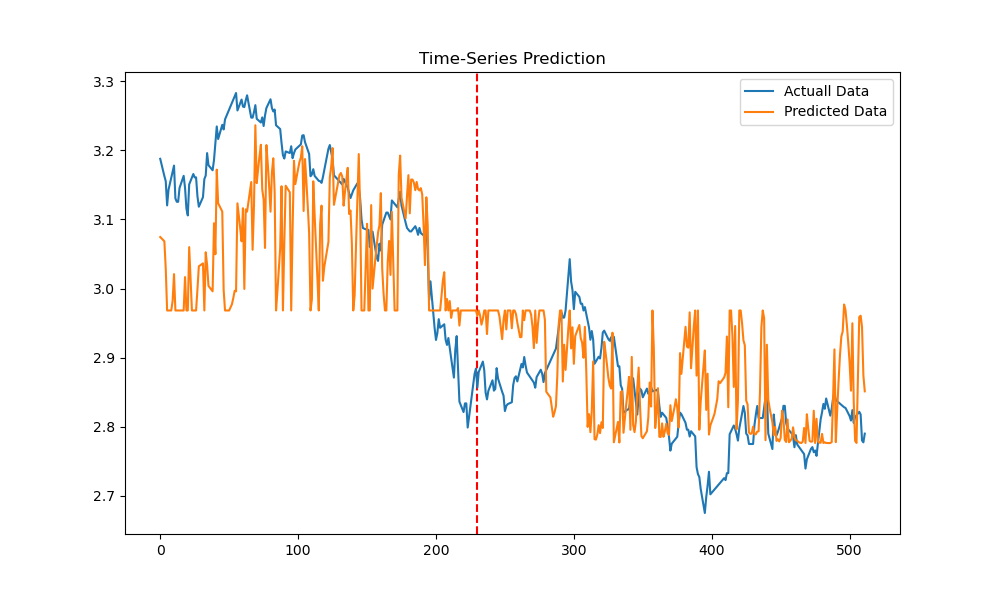 Time-Series Prediction
Actuall Data
Predicted Data
3.3
3.2
3.1
3.0
2.9
2.8
2.7
0 100 200 300 400 500